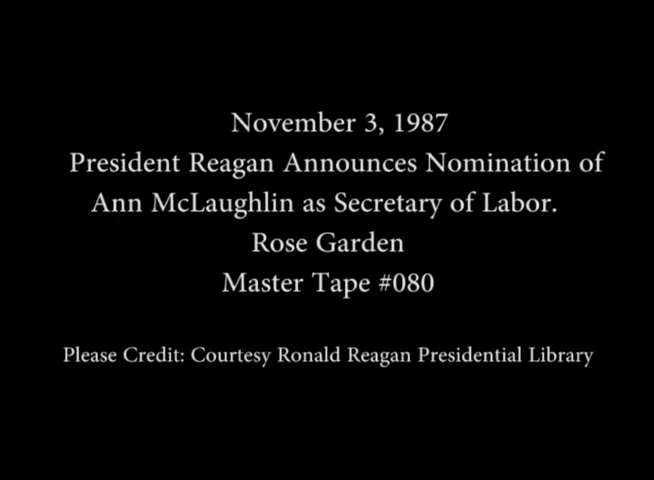 November 3, 1987
President Reagan Announces Nomination of
Ann McLaughlin as Secretary of Labor.
Rose Garden
Master Tape #080
Please Credit: Courtesy Ronald Reagan Presidential Library